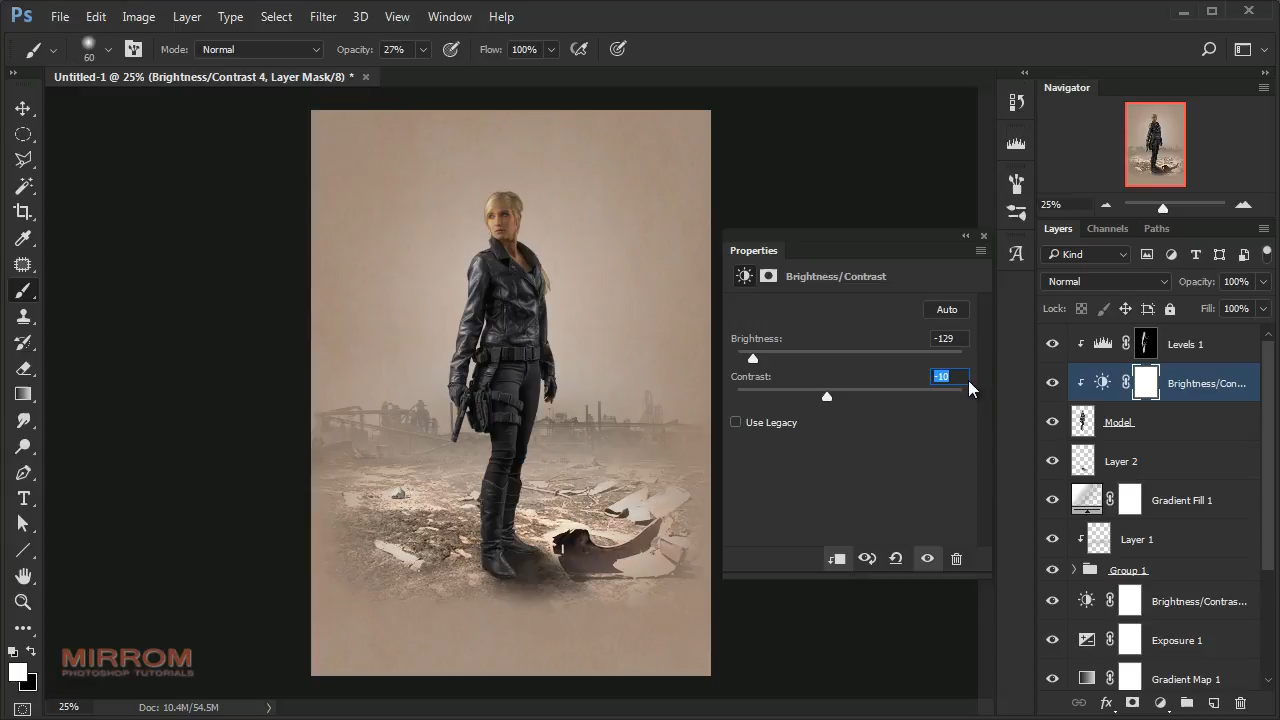 Ps File Edit Image Layer Type Select Filter 3D View Window Help
60 Mode: Normal Opacity: 27% Flow: 100%
Untitled-1 @ 25% (Brightness/Contrast 4, Layer Mask/8) *
Navigator
25%
Layers Channels Paths
Kind
Normal Opacity: 100%
Lock: Fill: 100%
Levels 1
Brightness/Con...
Model
Layer 2
Gradient Fill 1
Layer 1
Group 1
Brightness/Contras...
Exposure 1
Gradient Map 1
fx
Properties
Brightness/Contrast
Auto
Brightness: -129
Contrast: -10
Use Legacy
MIRROM
PHOTOSHOP TUTORIALS
25% Doc: 10.4M/54.5M